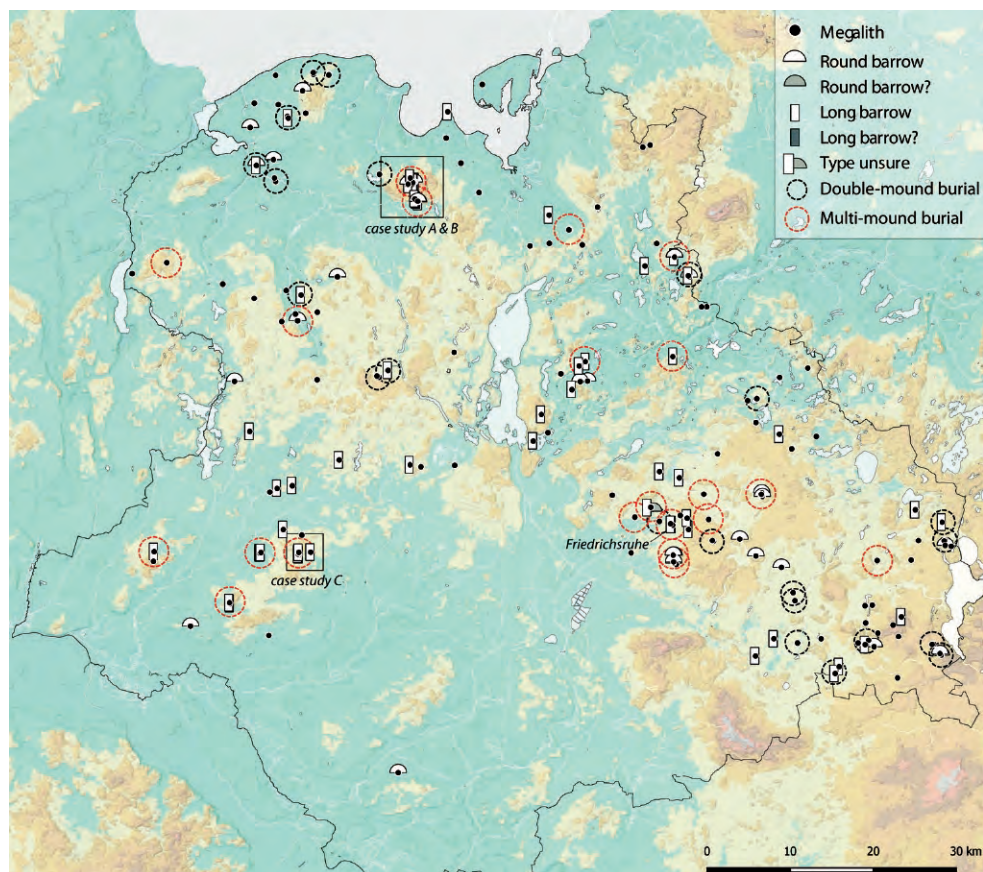 Megalith
Round barrow
Round barrow?
Long barrow
Long barrow?
Type unsure
Double-mound burial
Multi-mound burial
case study A & B
Friedrichsruhe
case study C
0 10 20 30 km